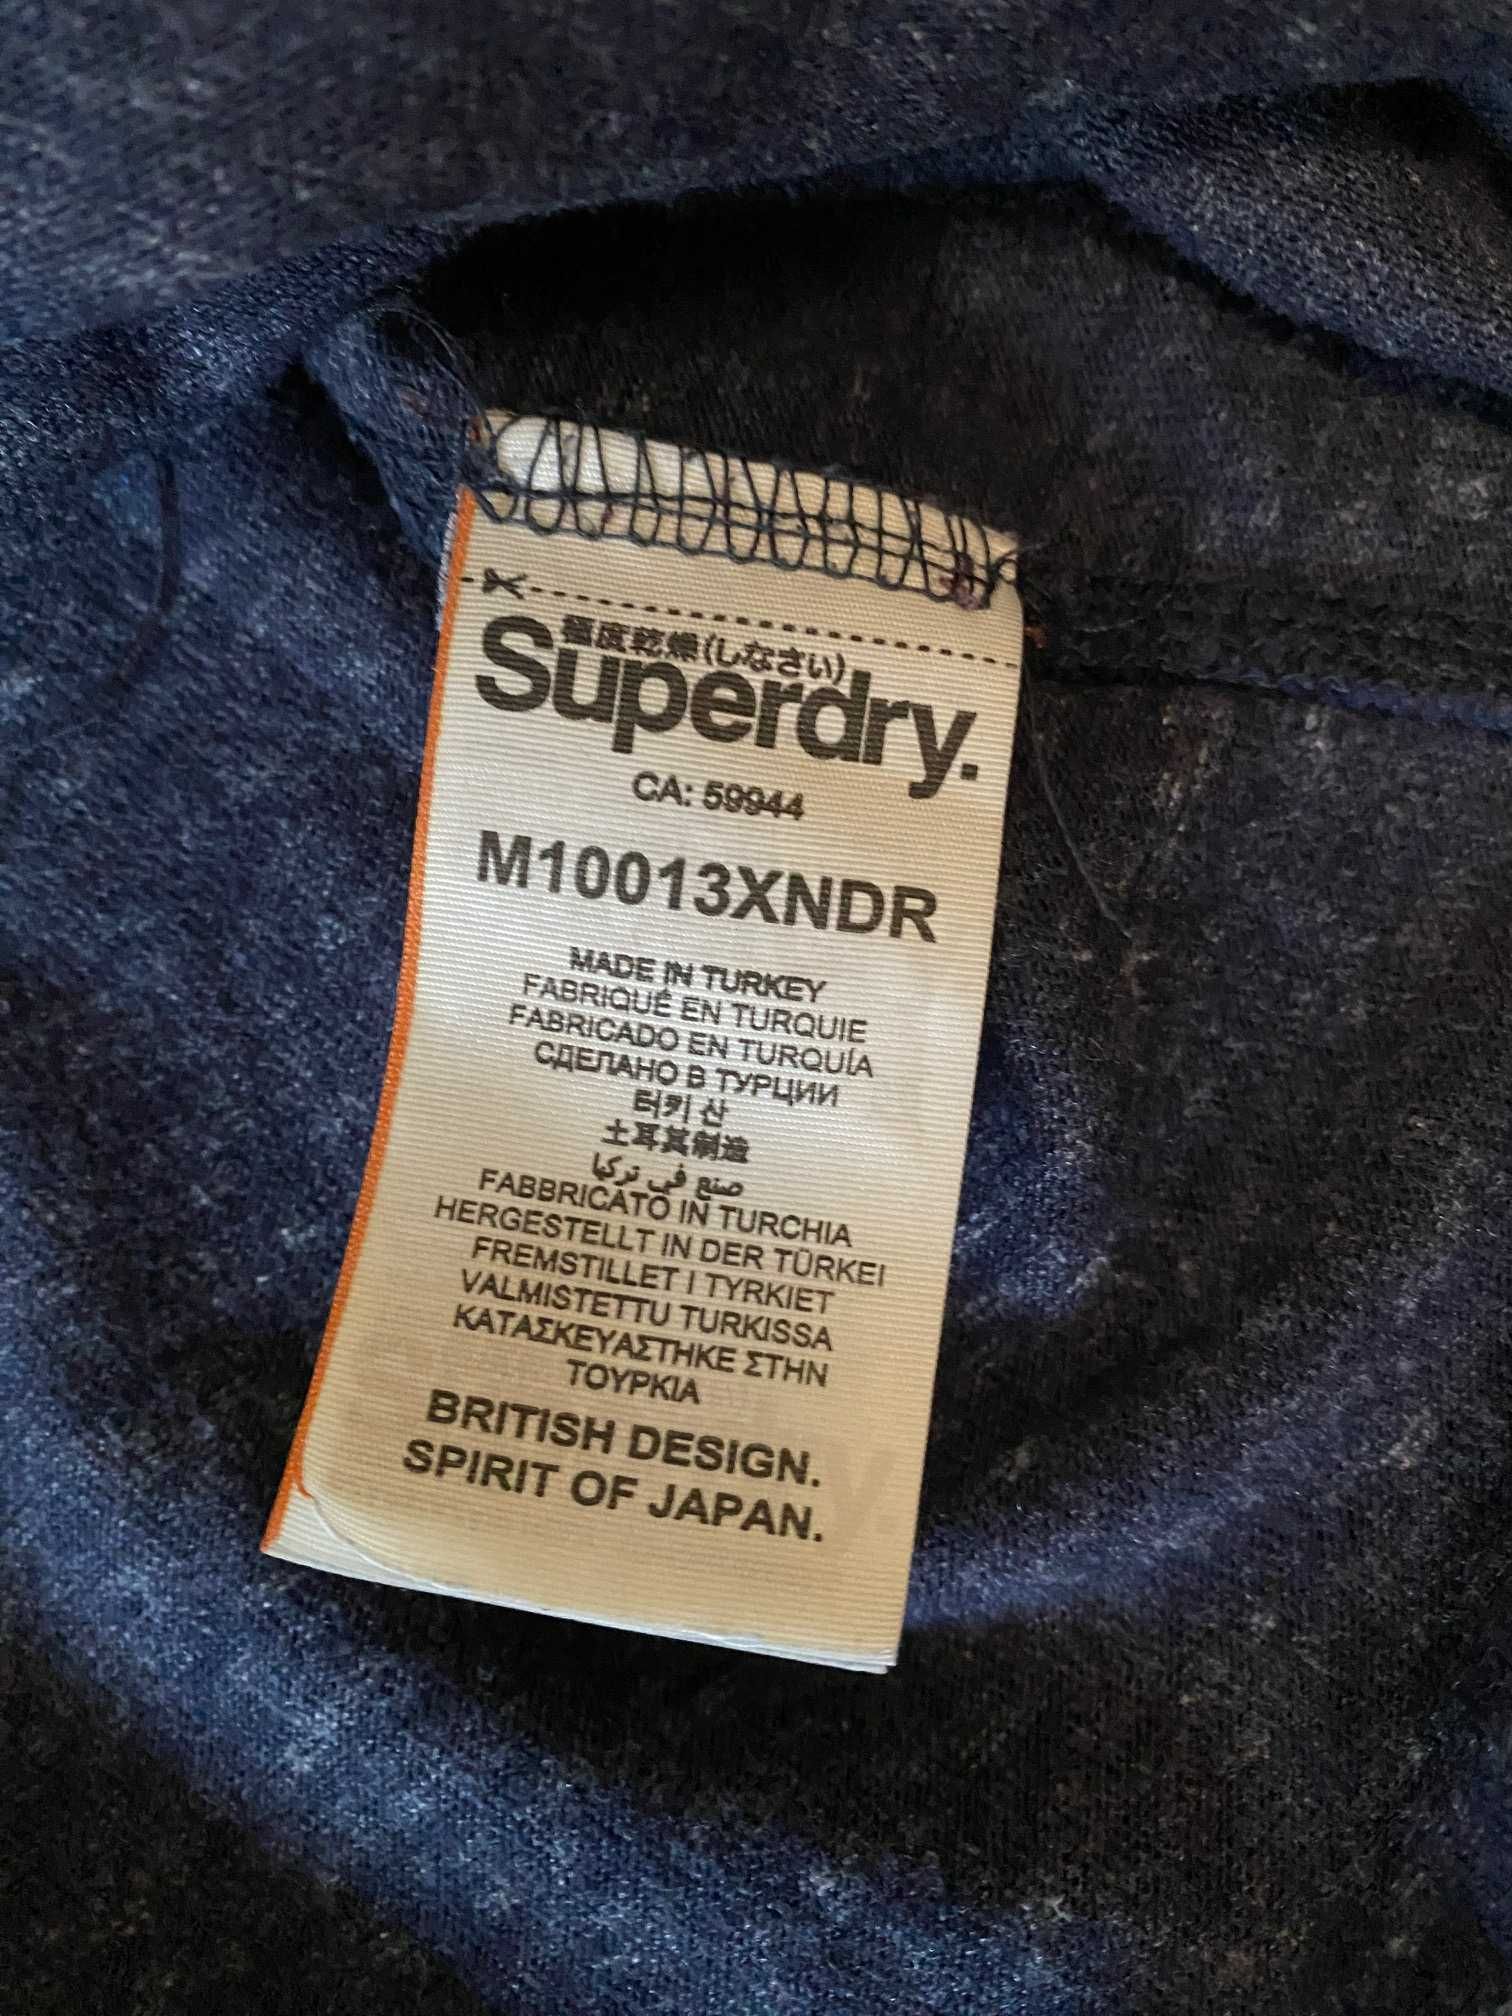 極度乾燥(しなさい)
Superdry.
CA: 59944
M10013XNDR
MADE IN TURKEY
FABRIQUÉ EN TURQUIE
FABRICADO EN TURQUÍA
СДЕЛАНО В ТУРЦИИ
터키 산
土耳其制造
صنع في تركيا
FABBRICATO IN TURCHIA
HERGESTELLT IN DER TÜRKEI
FREMSTILLET I TYRKIET
VALMISTETTU TURKISSA
ΚΑΤΑΣΚΕΥΑΣΤΗΚΕ ΣΤΗΝ
ΤΟΥΡΚΙΑ
BRITISH DESIGN.
SPIRIT OF JAPAN.